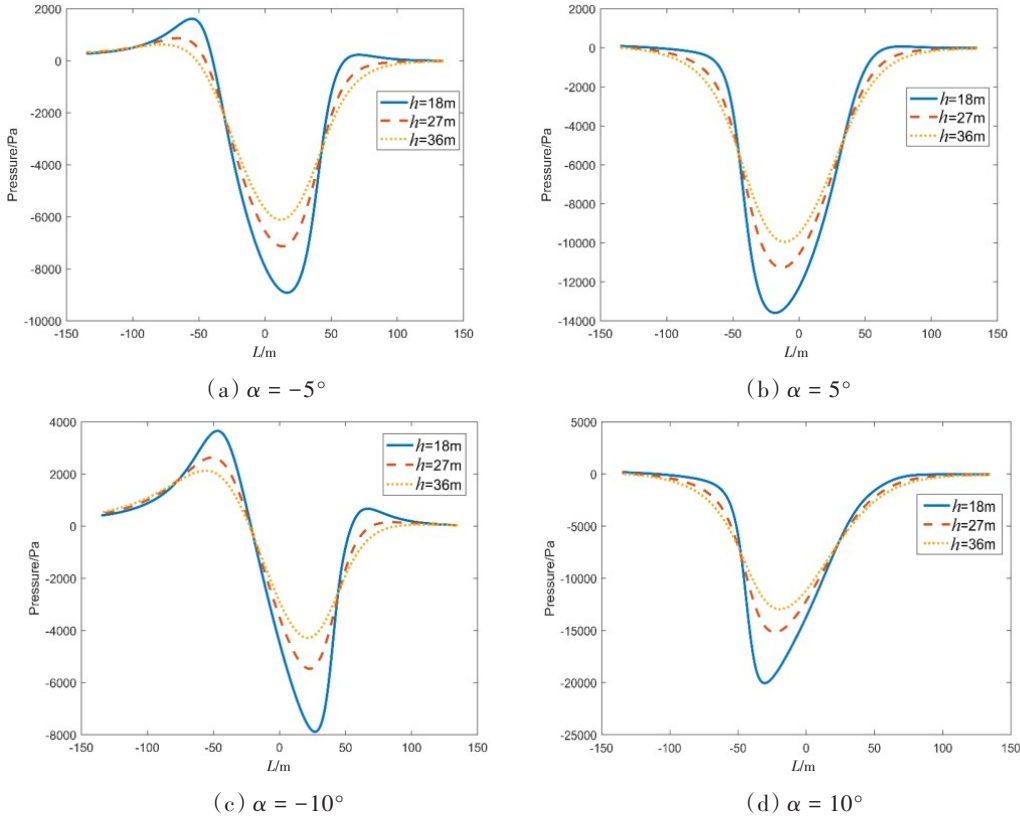 2000
0
-2000
-4000
-6000
-8000
-10000
Pressure/Pa
-150
-100
-50
0
50
100
150
L/m
h=18m
h=27m
h=36m
(a) α = −5°
2000
0
-2000
-4000
-6000
-8000
-10000
-12000
-14000
Pressure/Pa
-150
-100
-50
0
50
100
150
L/m
h=18m
h=27m
h=36m
(b) α = 5°
4000
2000
0
-2000
-4000
-6000
-8000
Pressure/Pa
-150
-100
-50
0
50
100
150
L/m
h=18m
h=27m
h=36m
(c) α = −10°
5000
0
-5000
-10000
-15000
-20000
-25000
Pressure/Pa
-150
-100
-50
0
50
100
150
L/m
h=18m
h=27m
h=36m
(d) α = 10°